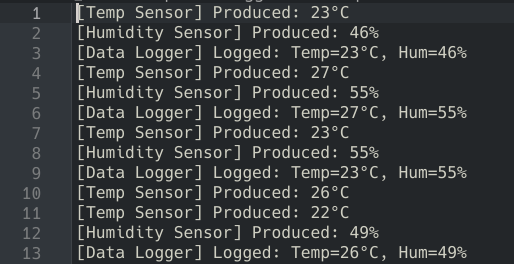 1 [Temp Sensor] Produced: 23°C
2 [Humidity Sensor] Produced: 46%
3 [Data Logger] Logged: Temp=23°C, Hum=46%
4 [Temp Sensor] Produced: 27°C
5 [Humidity Sensor] Produced: 55%
6 [Data Logger] Logged: Temp=27°C, Hum=55%
7 [Temp Sensor] Produced: 23°C
8 [Humidity Sensor] Produced: 55%
9 [Data Logger] Logged: Temp=23°C, Hum=55%
10 [Temp Sensor] Produced: 26°C
11 [Temp Sensor] Produced: 22°C
12 [Humidity Sensor] Produced: 49%
13 [Data Logger] Logged: Temp=26°C, Hum=49%